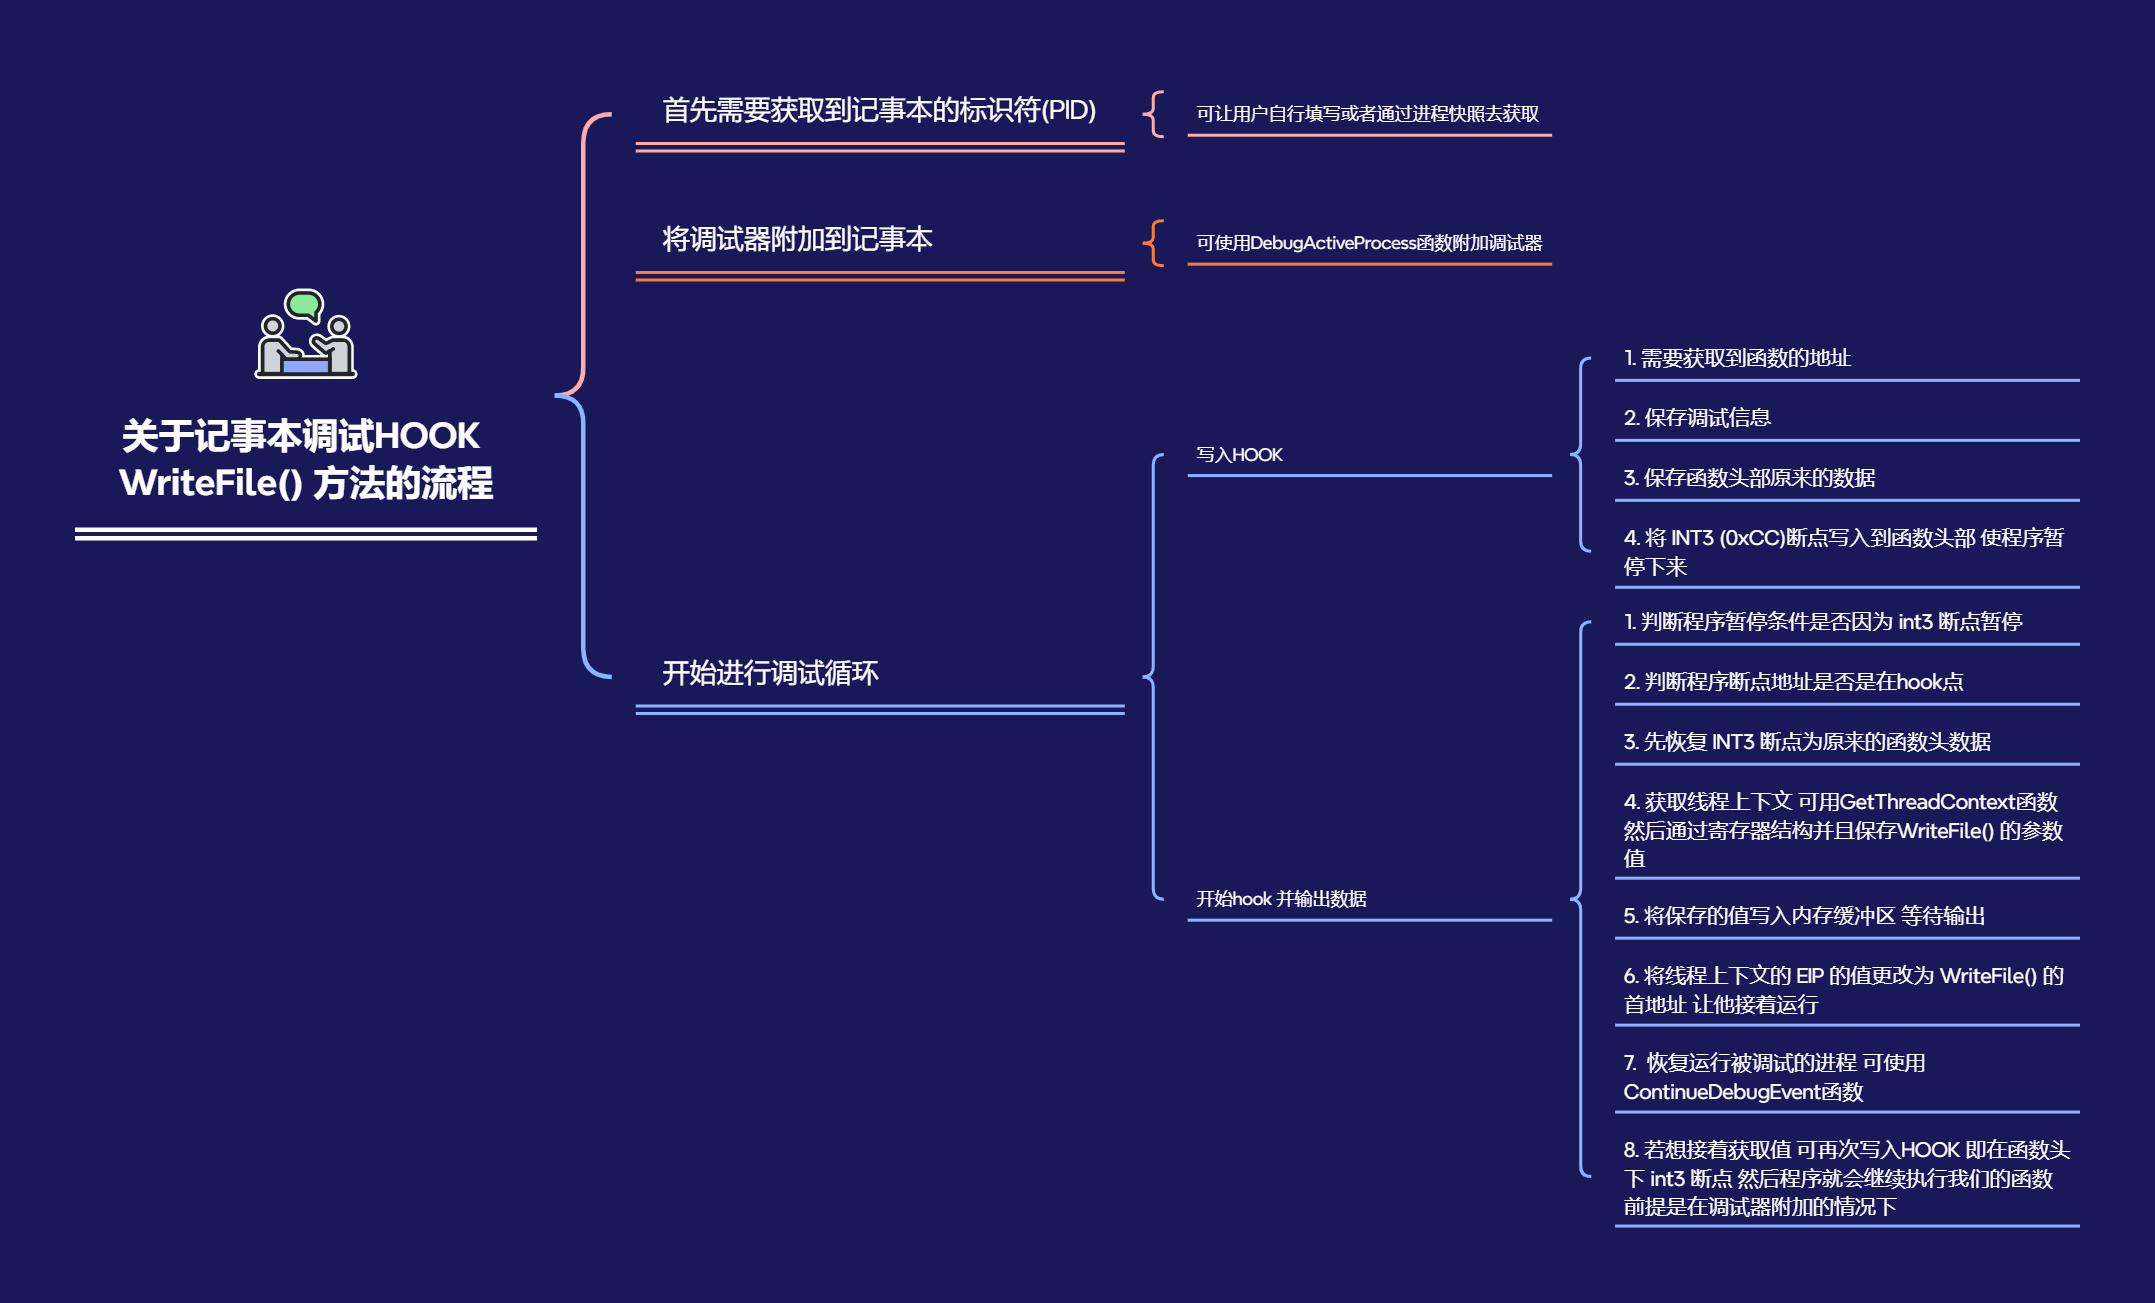 关于记事本调试HOOK
WriteFile() 方法的流程
首先需要获取到记事本的标识符(PID)
可让用户自行填写或者通过进程快照去获取
将调试器附加到记事本
可使用DebugActiveProcess函数附加调试器
开始进行调试循环
写入HOOK
1. 需要获取到函数的地址
2. 保存调试信息
3. 保存函数头部原来的数据
4. 将 INT3 (0xCC)断点写入到函数头部 使程序暂
停下来
开始hook 并输出数据
1. 判断程序暂停条件是否因为 int3 断点暂停
2. 判断程序断点地址是否是在hook点
3. 先恢复 INT3 断点为原来的函数头数据
4. 获取线程上下文 可用GetThreadContext函数
然后通过寄存器结构并且保存WriteFile() 的参数
值
5. 将保存的值写入内存缓冲区 等待输出
6. 将线程上下文的 EIP 的值更改为 WriteFile() 的
首地址 让他接着运行
7. 恢复运行被调试的进程 可使用
ContinueDebugEvent函数
8. 若想接着获取值 可再次写入HOOK 即在函数头
下 int3 断点 然后程序就会继续执行我们的函数
前提是在调试器附加的情况下